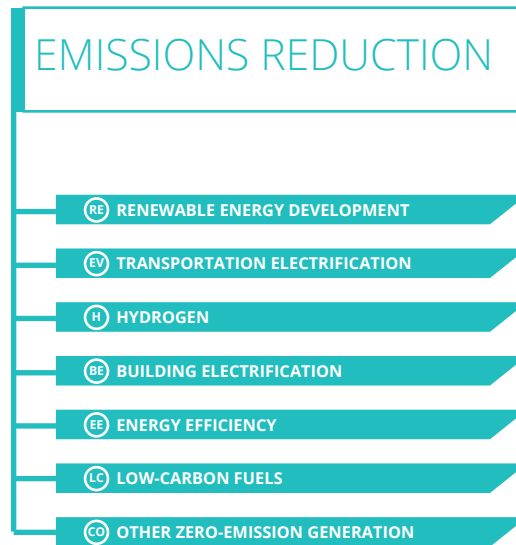 EMISSIONS REDUCTION
RE RENEWABLE ENERGY DEVELOPMENT
EV TRANSPORTATION ELECTRIFICATION
H HYDROGEN
BE BUILDING ELECTRIFICATION
EE ENERGY EFFICIENCY
LC LOW-CARBON FUELS
CO OTHER ZERO-EMISSION GENERATION